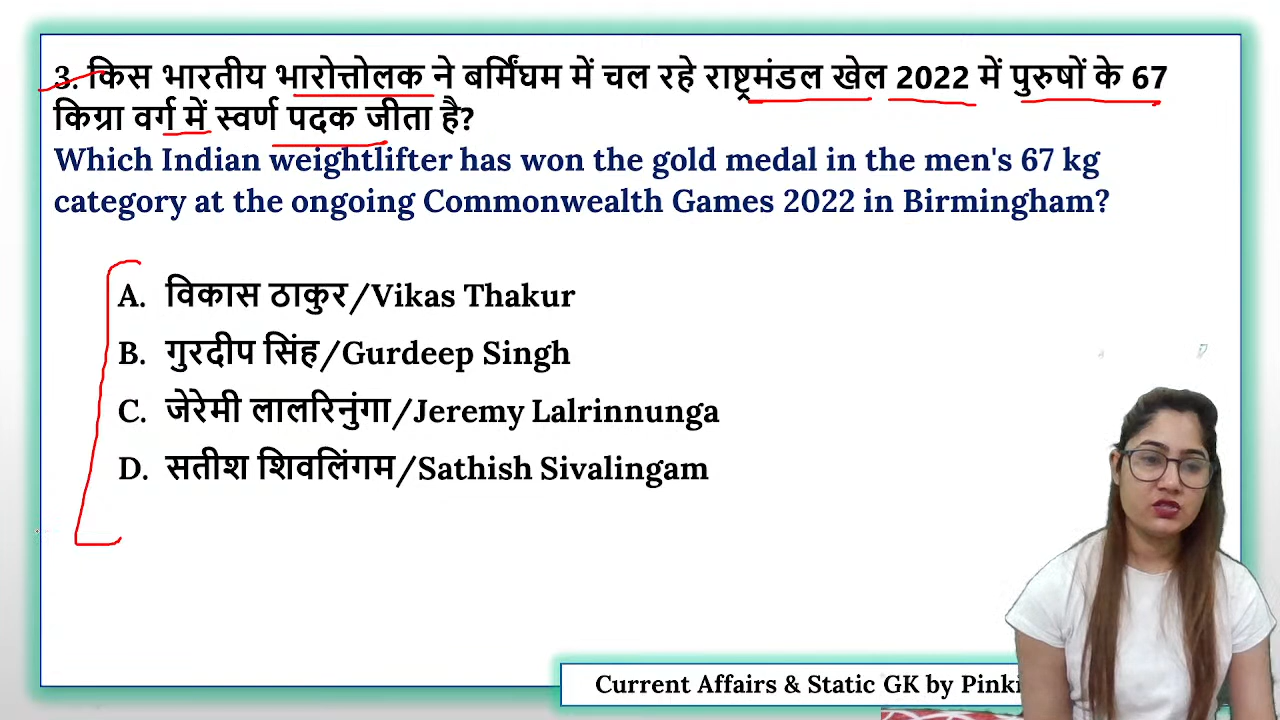 3. किस भारतीय भारोत्तोलक ने बर्मिंघम में चल रहे राष्ट्रमंडल खेल 2022 में पुरुषों के 67
किग्रा वर्ग में स्वर्ण पदक जीता है?
Which Indian weightlifter has won the gold medal in the men's 67 kg
category at the ongoing Commonwealth Games 2022 in Birmingham?
A. विकास ठाकुर/Vikas Thakur
B. गुरदीप सिंह/Gurdeep Singh
C. जेरेमी लालरिनुंगा/Jeremy Lalrinnunga
D. सतीश शिवलिंगम/Sathish Sivalingam
Current Affairs & Static GK by Pinki